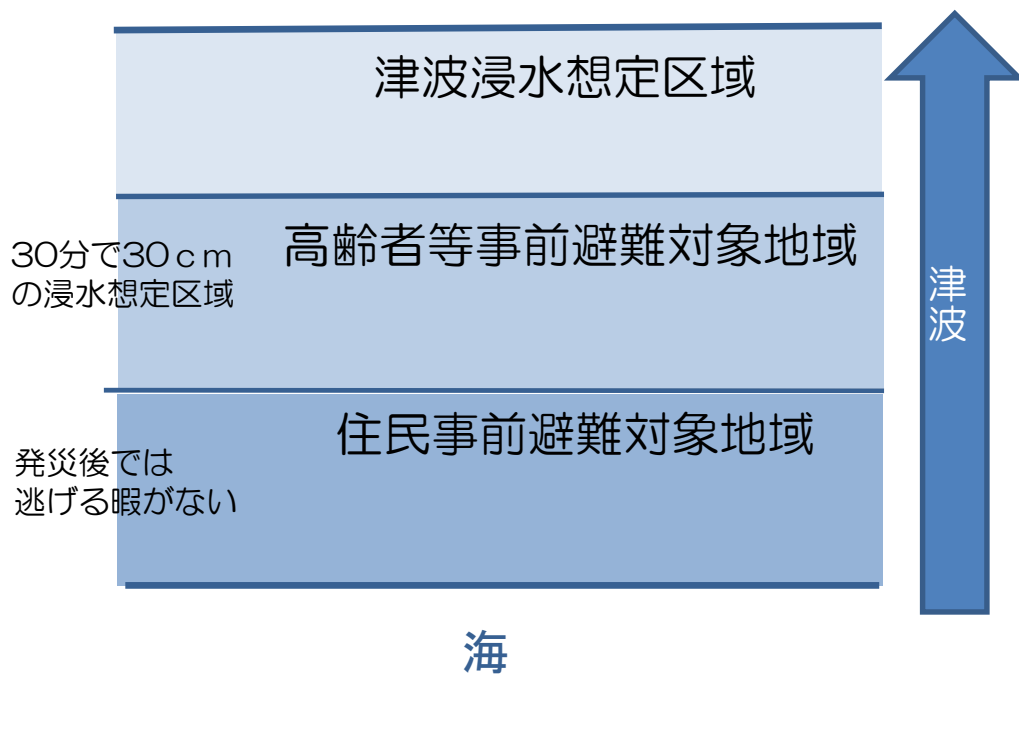 津波浸水想定区域
高齢者等事前避難対象地域
30分で30ｃｍ
の浸水想定区域
津波
住民事前避難対象地域
発災後では
逃げる暇がない
海